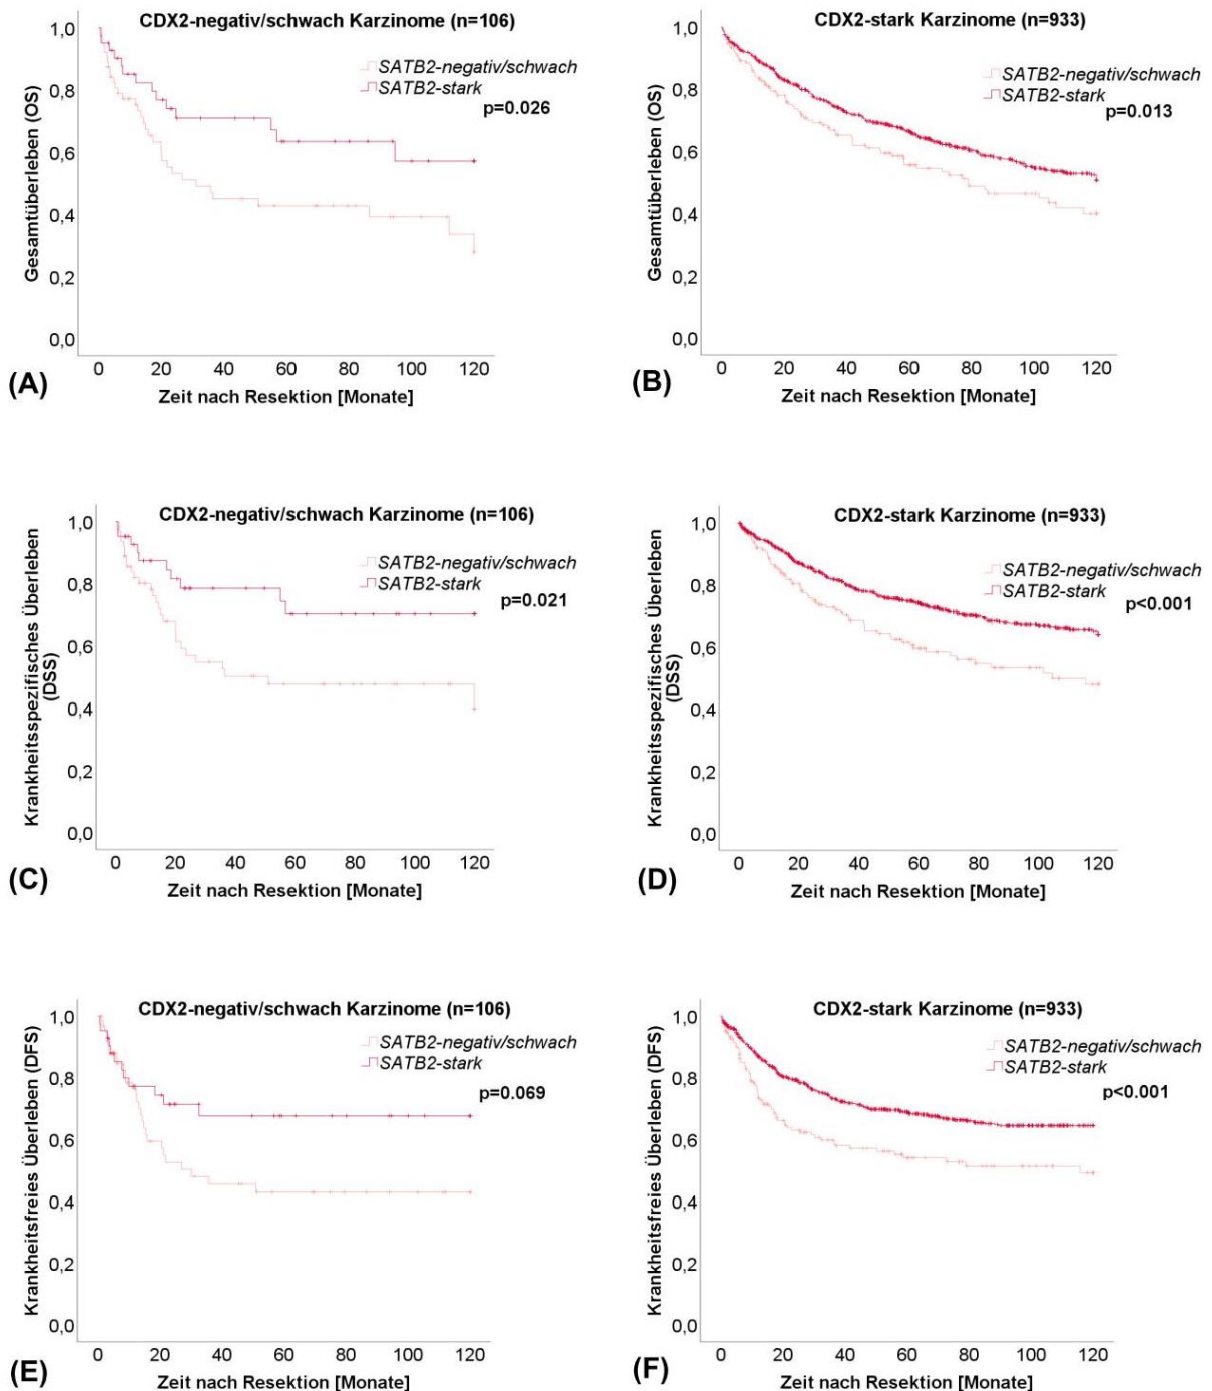 CDX2-negativ/schwach Karzinome (n=106)
Gesamtüberleben (OS)
1,0
0,8
0,6
0,4
0,2
0,0
SATB2-negativ/schwach
SATB2-stark
p=0.026
0 20 40 60 80 100 120
Zeit nach Resektion [Monate]
(A)
CDX2-stark Karzinome (n=933)
Gesamtüberleben (OS)
1,0
0,8
0,6
0,4
0,2
0,0
SATB2-negativ/schwach
SATB2-stark
p=0.013
0 20 40 60 80 100 120
Zeit nach Resektion [Monate]
(B)
CDX2-negativ/schwach Karzinome (n=106)
Krankheitsspezifisches Überleben
(DSS)
1,0
0,8
0,6
0,4
0,2
0,0
SATB2-negativ/schwach
SATB2-stark
p=0.021
0 20 40 60 80 100 120
Zeit nach Resektion [Monate]
(C)
CDX2-stark Karzinome (n=933)
Krankheitsspezifisches Überleben
(DSS)
1,0
0,8
0,6
0,4
0,2
0,0
SATB2-negativ/schwach
SATB2-stark
p<0.001
0 20 40 60 80 100 120
Zeit nach Resektion [Monate]
(D)
CDX2-negativ/schwach Karzinome (n=106)
Krankheitsfreies Überleben (DFS)
1,0
0,8
0,6
0,4
0,2
0,0
SATB2-negativ/schwach
SATB2-stark
p=0.069
0 20 40 60 80 100 120
Zeit nach Resektion [Monate]
(E)
CDX2-stark Karzinome (n=933)
Krankheitsfreies Überleben (DFS)
1,0
0,8
0,6
0,4
0,2
0,0
SATB2-negativ/schwach
SATB2-stark
p<0.001
0 20 40 60 80 100 120
Zeit nach Resektion [Monate]
(F)